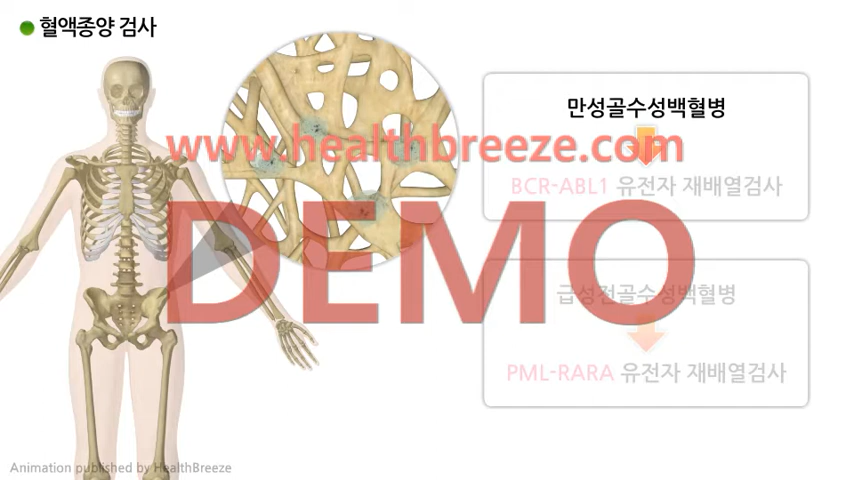 혈액종양 검사
만성골수성백혈병
www.healthbreeze.com
BCR-ABL1 유전자 재배열검사
DEMO
급성전골수성백혈병
PML-RARA 유전자 재배열검사
Animation published by HealthBreeze